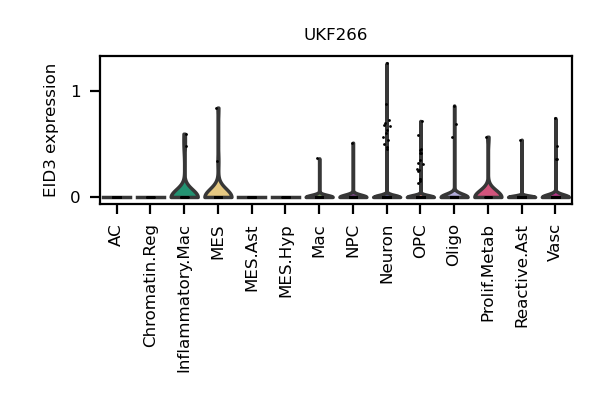 UKF266
EID3 expression
1
0
AC
Chromatin.Reg
Inflammatory.Mac
MES
MES.Ast
MES.Hyp
Mac
NPC
Neuron
OPC
Oligo
Prolif.Metab
Reactive.Ast
Vasc